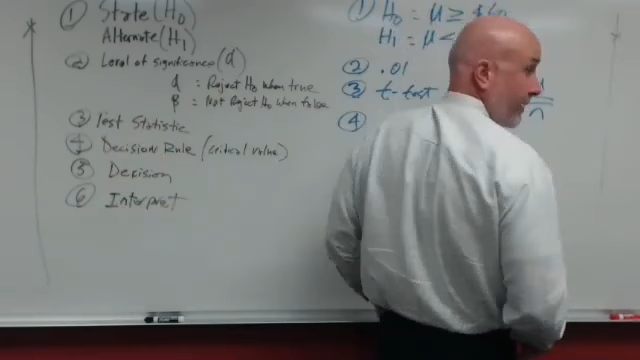 ① State (H₀)
Alternate (H₁)
② Level of significance (α)
α : Reject H₀ when true
β : Not Reject H₀ when false
③ Test Statistic
④ Decision Rule (critical value)
⑤ Decision
⑥ Interpret
① H₀ : μ ≥ $60
H₁ : μ <
② .01
③ t-test
n
④